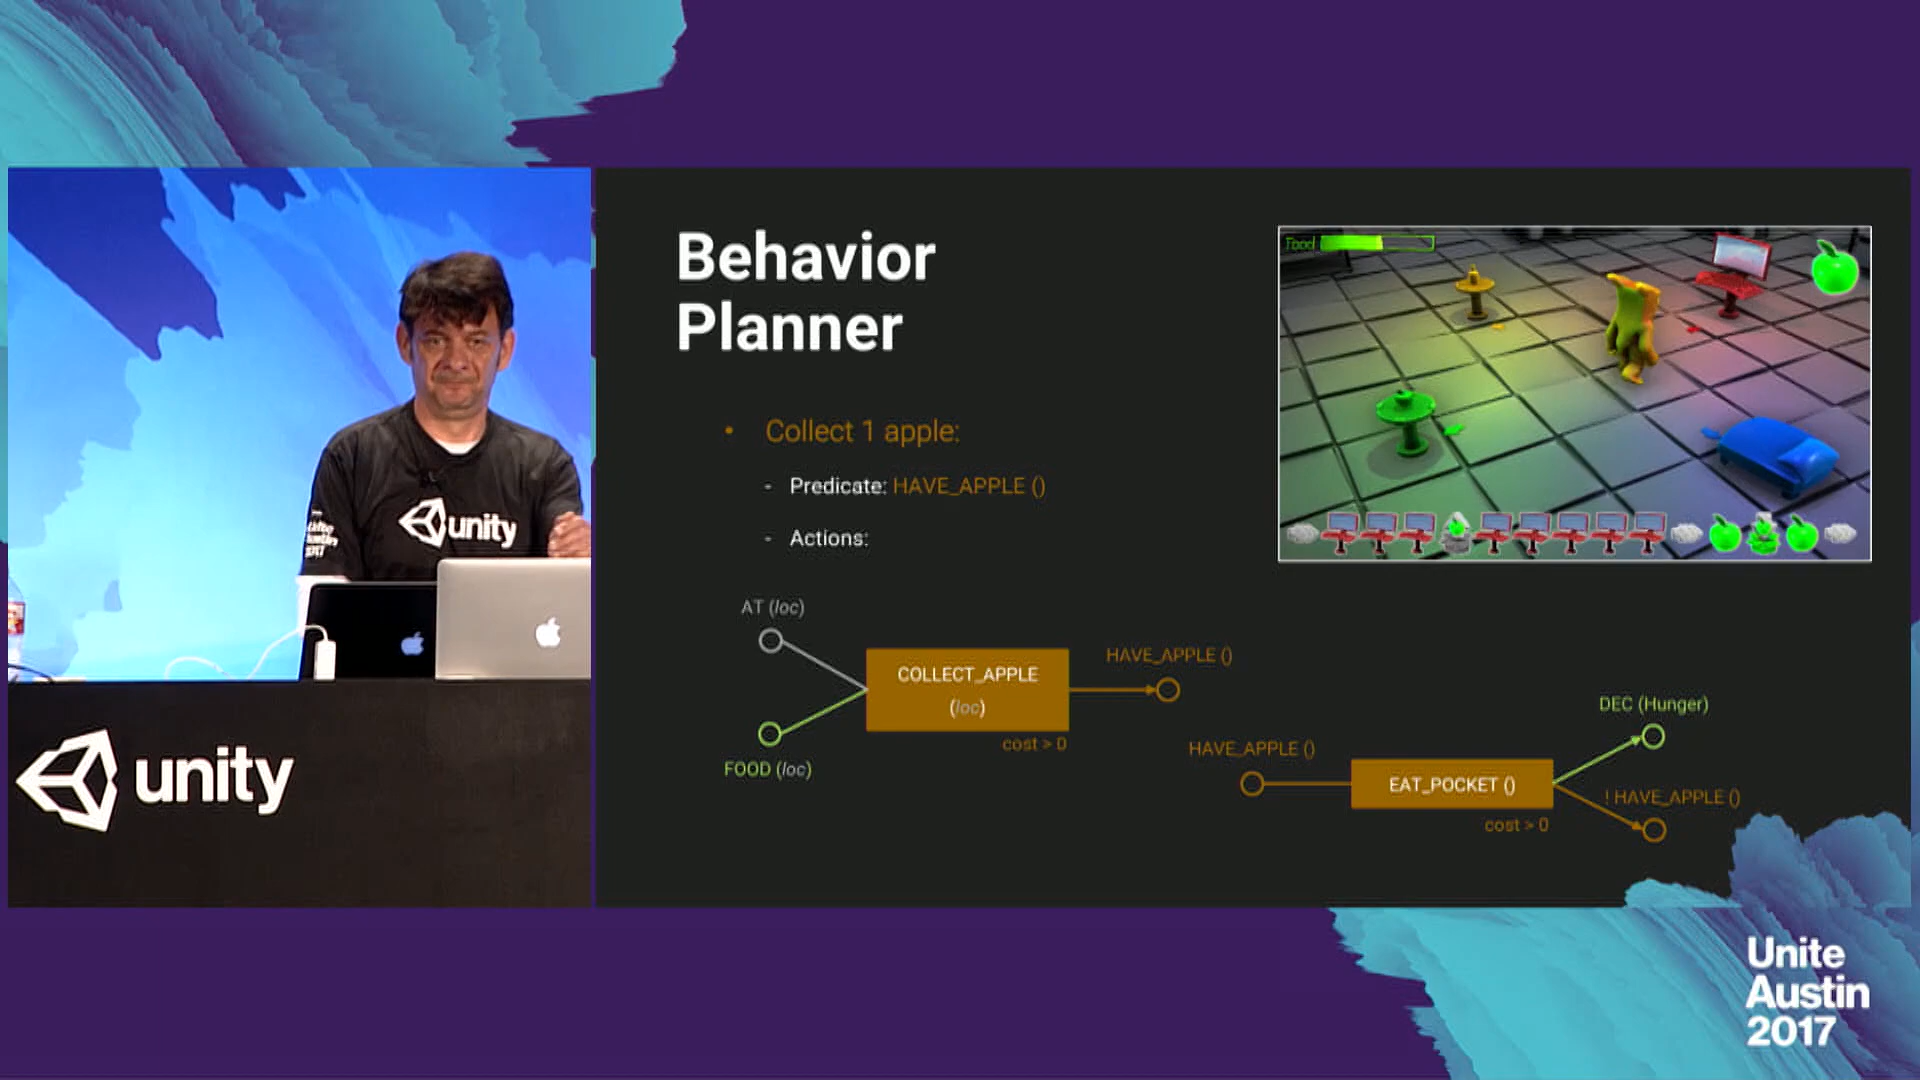 Behavior
Planner
• Collect 1 apple:
- Predicate: HAVE_APPLE ()
- Actions:
AT (loc)
COLLECT_APPLE
(loc)
cost > 0
FOOD (loc)
HAVE_APPLE ()
HAVE_APPLE ()
EAT_POCKET ()
cost > 0
DEC (Hunger)
! HAVE_APPLE ()
Food
unity
2017
unity
Unite
Austin
2017